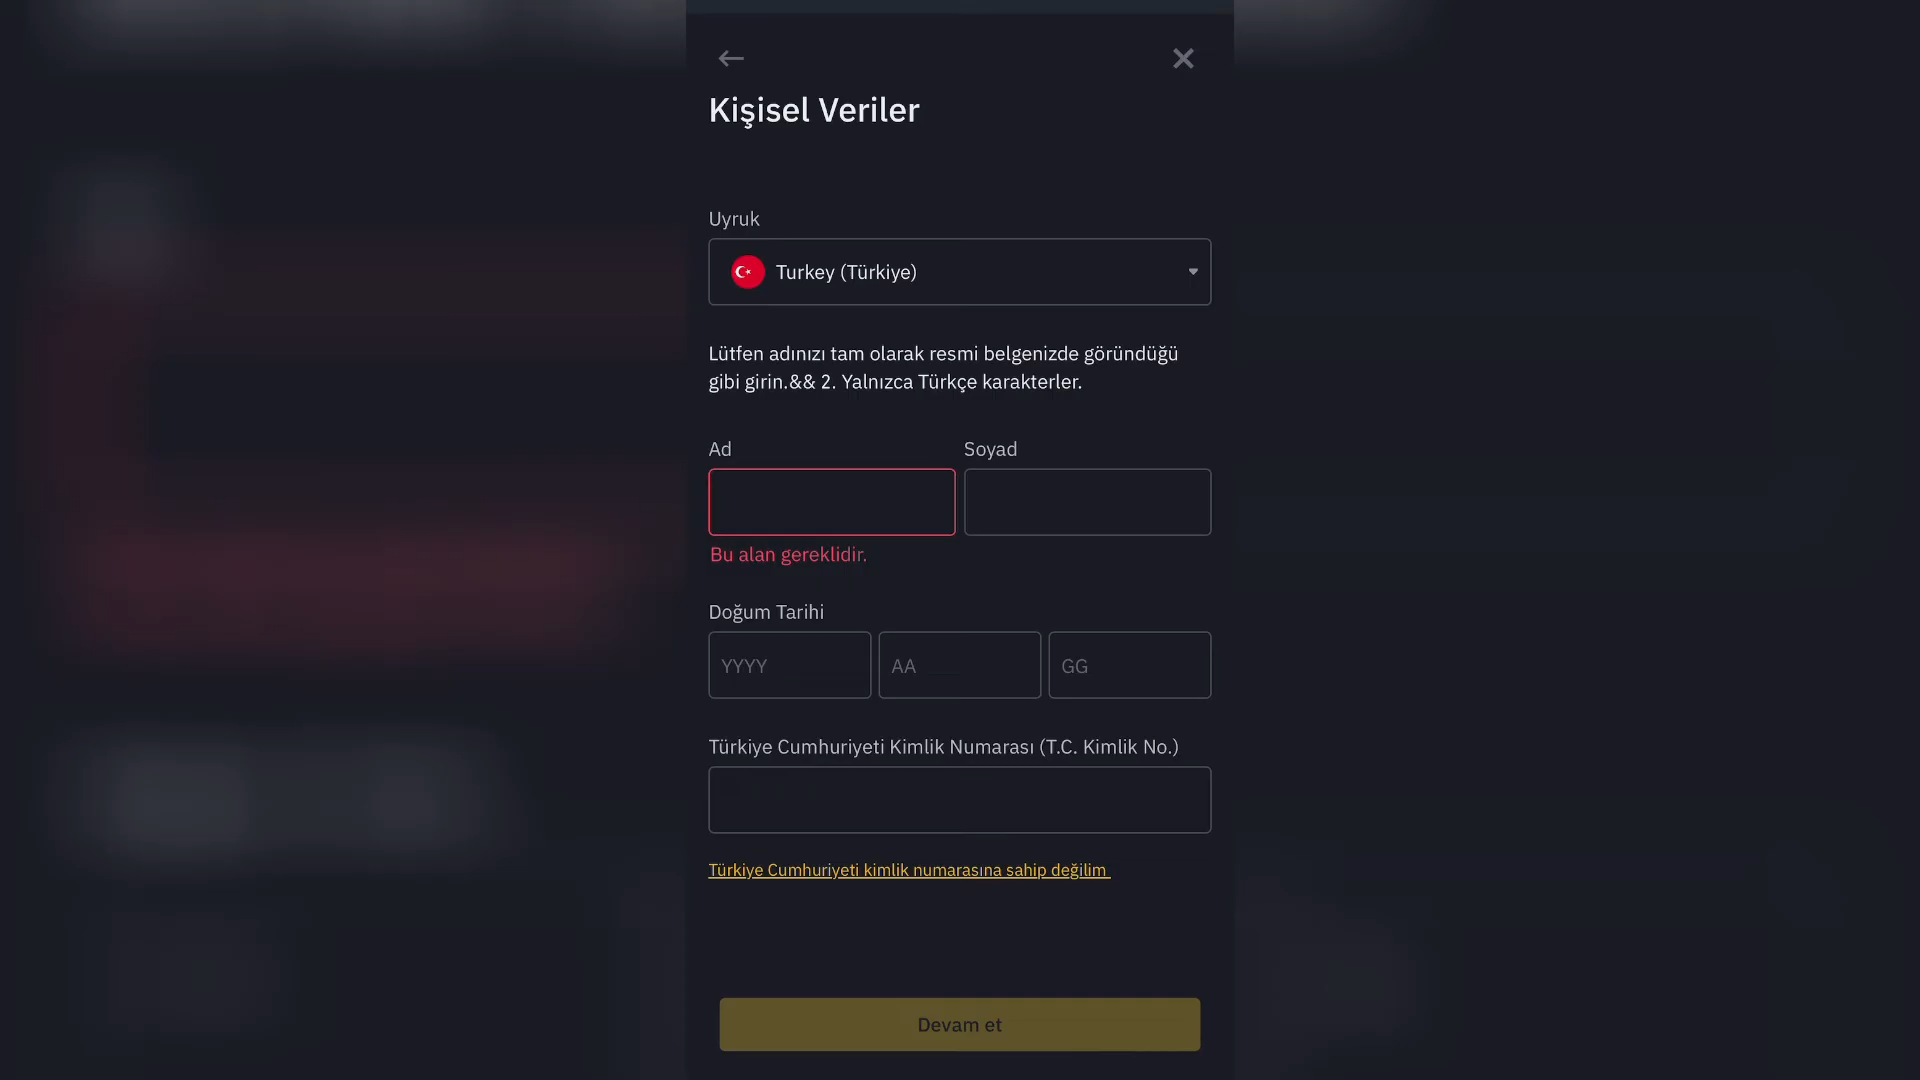 Kişisel Veriler
Uyruk
Turkey (Türkiye)
Lütfen adınızı tam olarak resmi belgenizde göründüğü
gibi girin.&& 2. Yalnızca Türkçe karakterler.
Ad Soyad
Bu alan gereklidir.
Doğum Tarihi
YYYY AA GG
Türkiye Cumhuriyeti Kimlik Numarası (T.C. Kimlik No.)
Türkiye Cumhuriyeti kimlik numarasına sahip değilim
Devam et